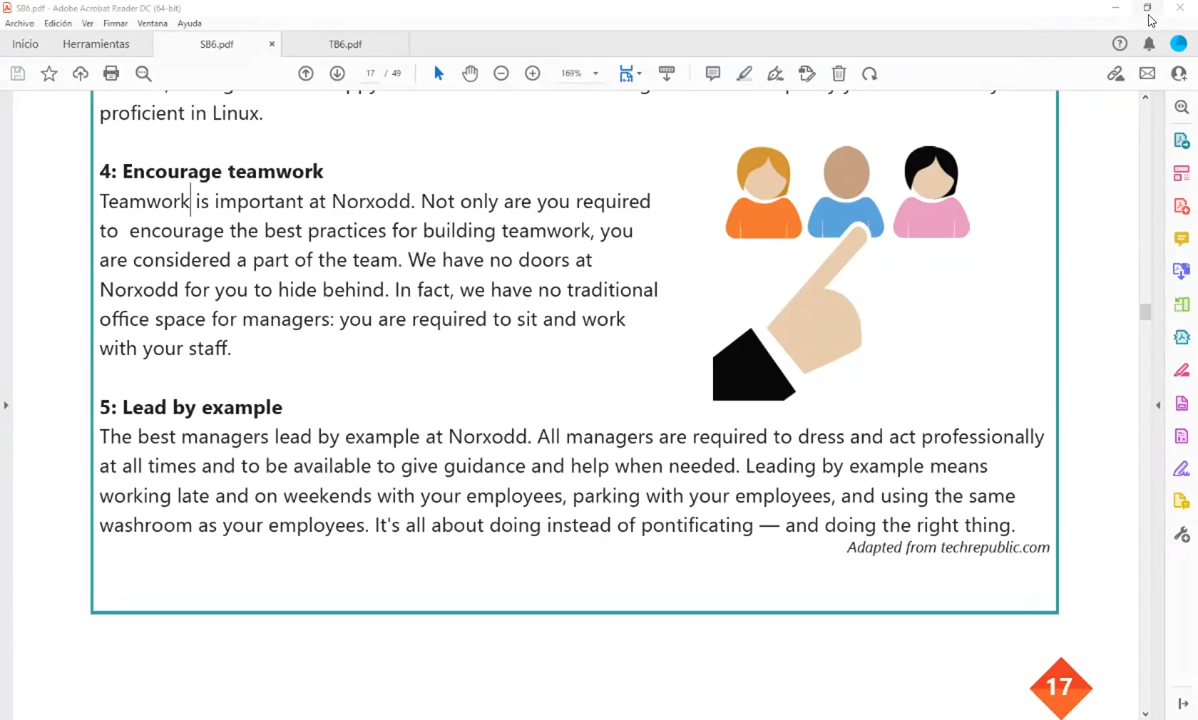 SB6.pdf - Adobe Acrobat Reader DC (64-bit)
Archivo Edición Ver Firmar Ventana Ayuda
Inicio Herramientas SB6.pdf × TB6.pdf
17 / 49 169%
proficient in Linux.
4: Encourage teamwork
Teamwork is important at Norxodd. Not only are you required
to encourage the best practices for building teamwork, you
are considered a part of the team. We have no doors at
Norxodd for you to hide behind. In fact, we have no traditional
office space for managers: you are required to sit and work
with your staff.
5: Lead by example
The best managers lead by example at Norxodd. All managers are required to dress and act professionally
at all times and to be available to give guidance and help when needed. Leading by example means
working late and on weekends with your employees, parking with your employees, and using the same
washroom as your employees. It's all about doing instead of pontificating — and doing the right thing.
Adapted from techrepublic.com
17